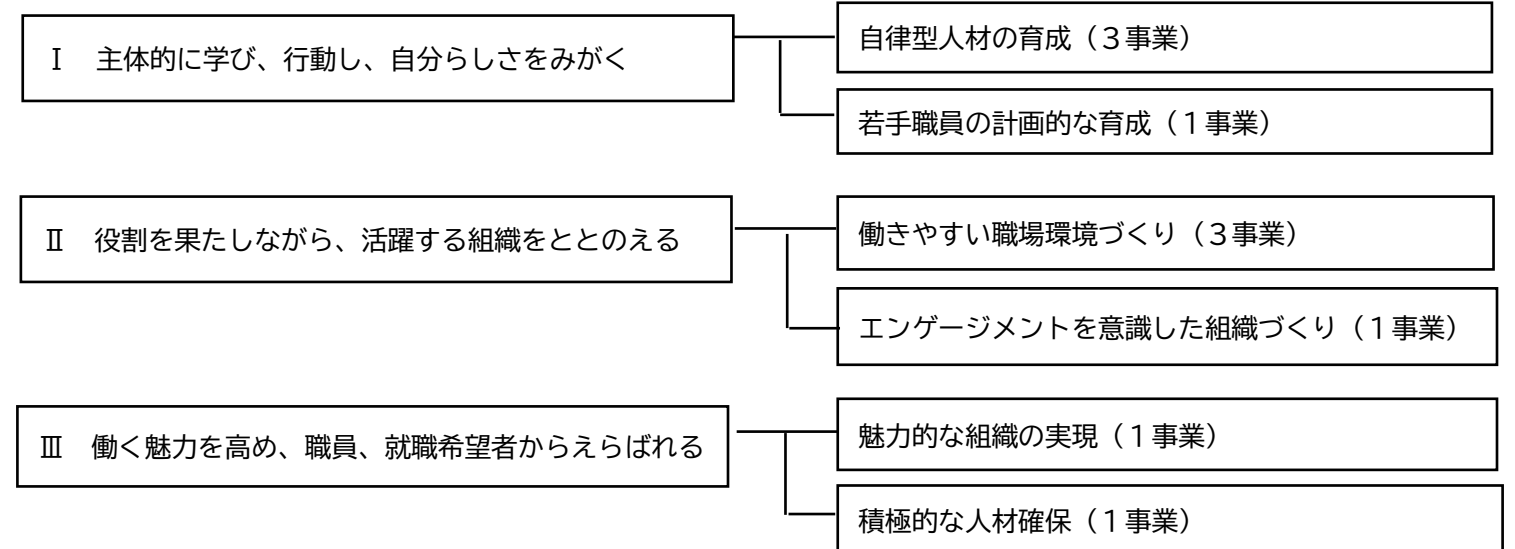 Ⅰ　主体的に学び、行動し、自分らしさをみがく
自律型人材の育成（３事業）
若手職員の計画的な育成（１事業）
Ⅱ　役割を果たしながら、活躍する組織をととのえる
働きやすい職場環境づくり（３事業）
エンゲージメントを意識した組織づくり（１事業）
Ⅲ　働く魅力を高め、職員、就職希望者からえらばれる
魅力的な組織の実現（１事業）
積極的な人材確保（１事業）